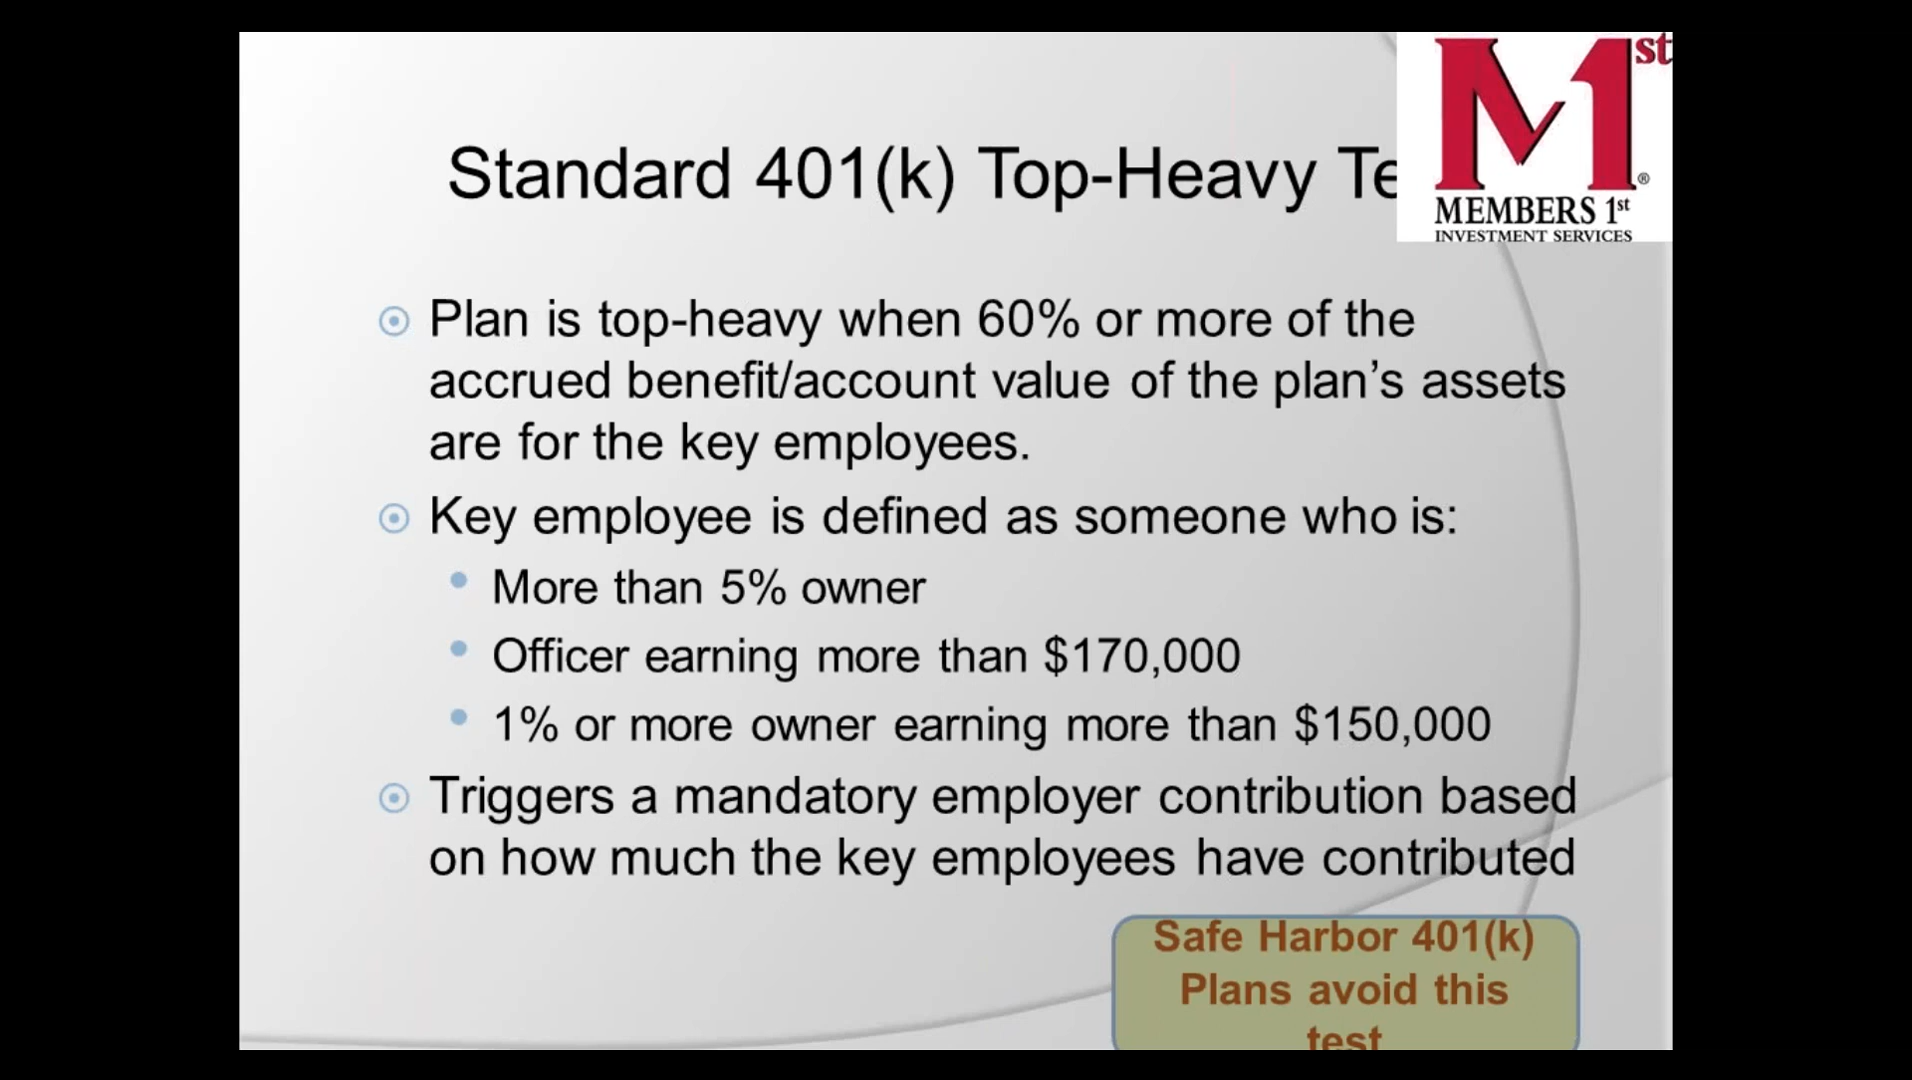 Standard 401(k) Top-Heavy Te
M1st
®
MEMBERS 1st
INVESTMENT SERVICES
Plan is top-heavy when 60% or more of the
accrued benefit/account value of the plan’s assets
are for the key employees.
Key employee is defined as someone who is:
More than 5% owner
Officer earning more than $170,000
1% or more owner earning more than $150,000
Triggers a mandatory employer contribution based
on how much the key employees have contributed
Safe Harbor 401(k)
Plans avoid this
test